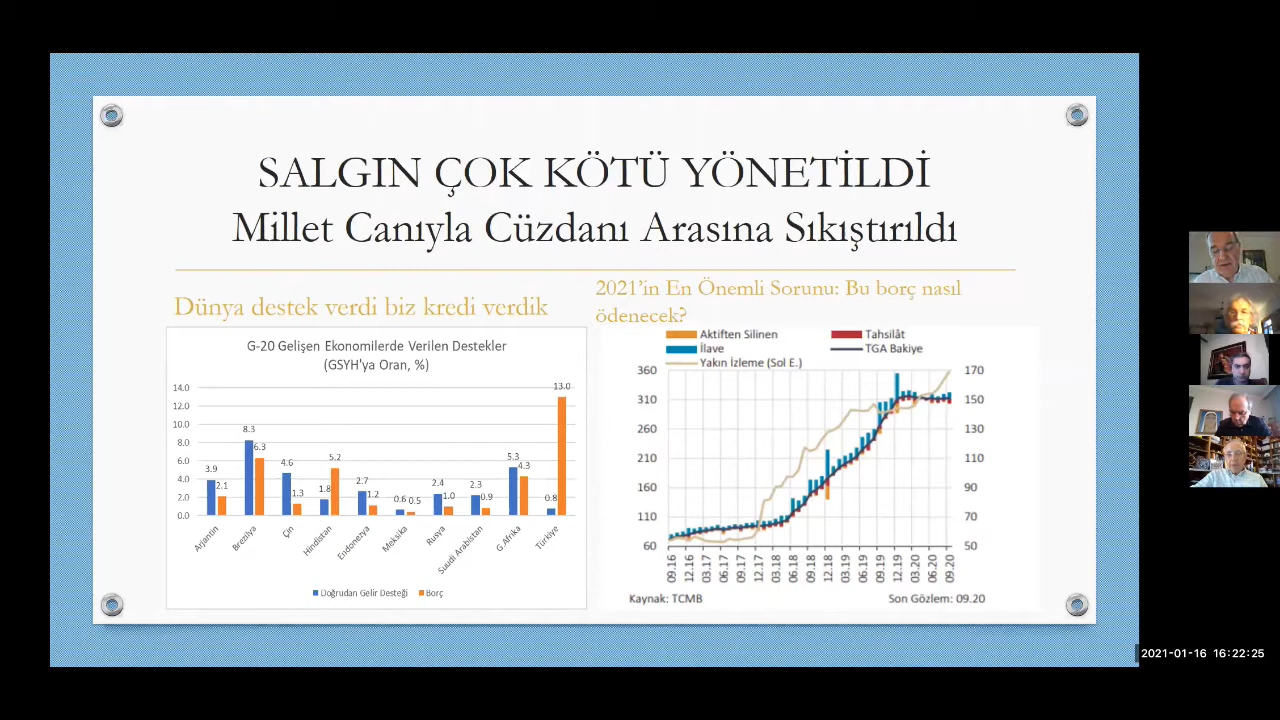 SALGIN ÇOK KÖTÜ YÖNETİLDİ
Millet Canıyla Cüzdanı Arasına Sıkıştırıldı
Dünya destek verdi biz kredi verdik
G-20 Gelişen Ekonomilerde Verilen Destekler
(GSYH'ya Oran, %)
14.0
12.0
10.0
8.0
6.0
4.0
2.0
0.0
3.9 2.1
8.3 6.3
4.6 1.3
1.8 5.2
2.7 1.2
0.6 0.5
2.4 1.0
2.3 0.9
5.3 4.3
0.8 13.0
Arjantin
Brezilya
Çin
Hindistan
Endonezya
Meksika
Rusya
Suudi Arabistan
G.Afrika
Türkiye
Doğrudan Gelir Desteği Borç
2021'in En Önemli Sorunu: Bu borç nasıl
ödenecek?
Aktiften Silinen Tahsilât
İlave TGA Bakiye
Yakın İzleme (Sol E.)
360 170
310 150
260 130
210 110
160 90
110 70
60 50
09.16 12.16 03.17 06.17 09.17 12.17 03.18 06.18 09.18 12.18 03.19 06.19 09.19 12.19 03.20 06.20 09.20
Kaynak: TCMB Son Gözlem: 09.20
2021-01-16 16:22:25